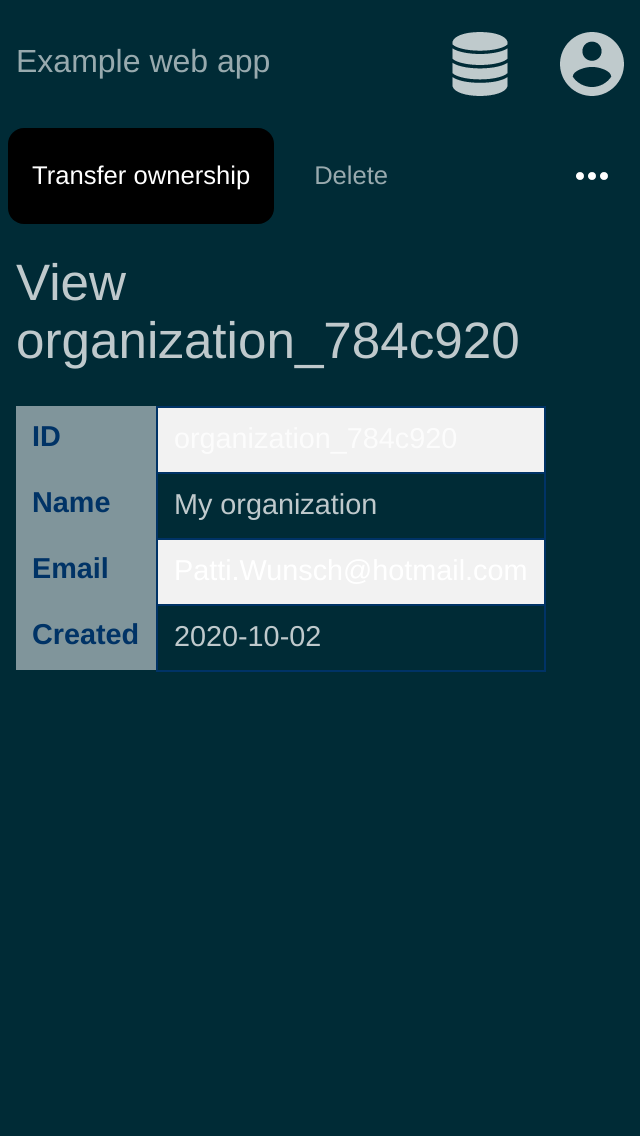 Example web app
Transfer ownership Delete
View
organization_784c920
ID organization_784c920
Name My organization
Email Patti.Wunsch@hotmail.com
Created 2020-10-02